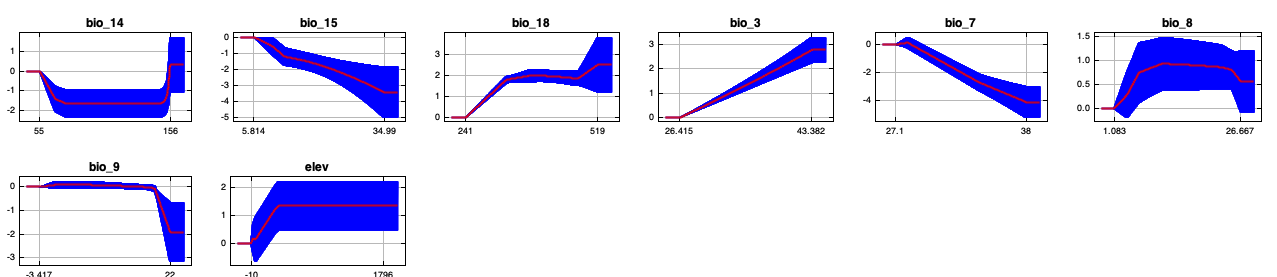 bio_14 bio_15 bio_18 bio_3 bio_7 bio_8
1 0 -1 -2 55 156
0 -1 -2 -3 -4 -5 5.814 34.99
3 2 1 0 241 519
3 2 1 0 26.415 43.382
0 -2 -4 27.1 38
1.5 1.0 0.5 0.0 1.083 26.667
bio_9 elev
0 -1 -2 -3 -3.417 22
2 1 0 -10 1796